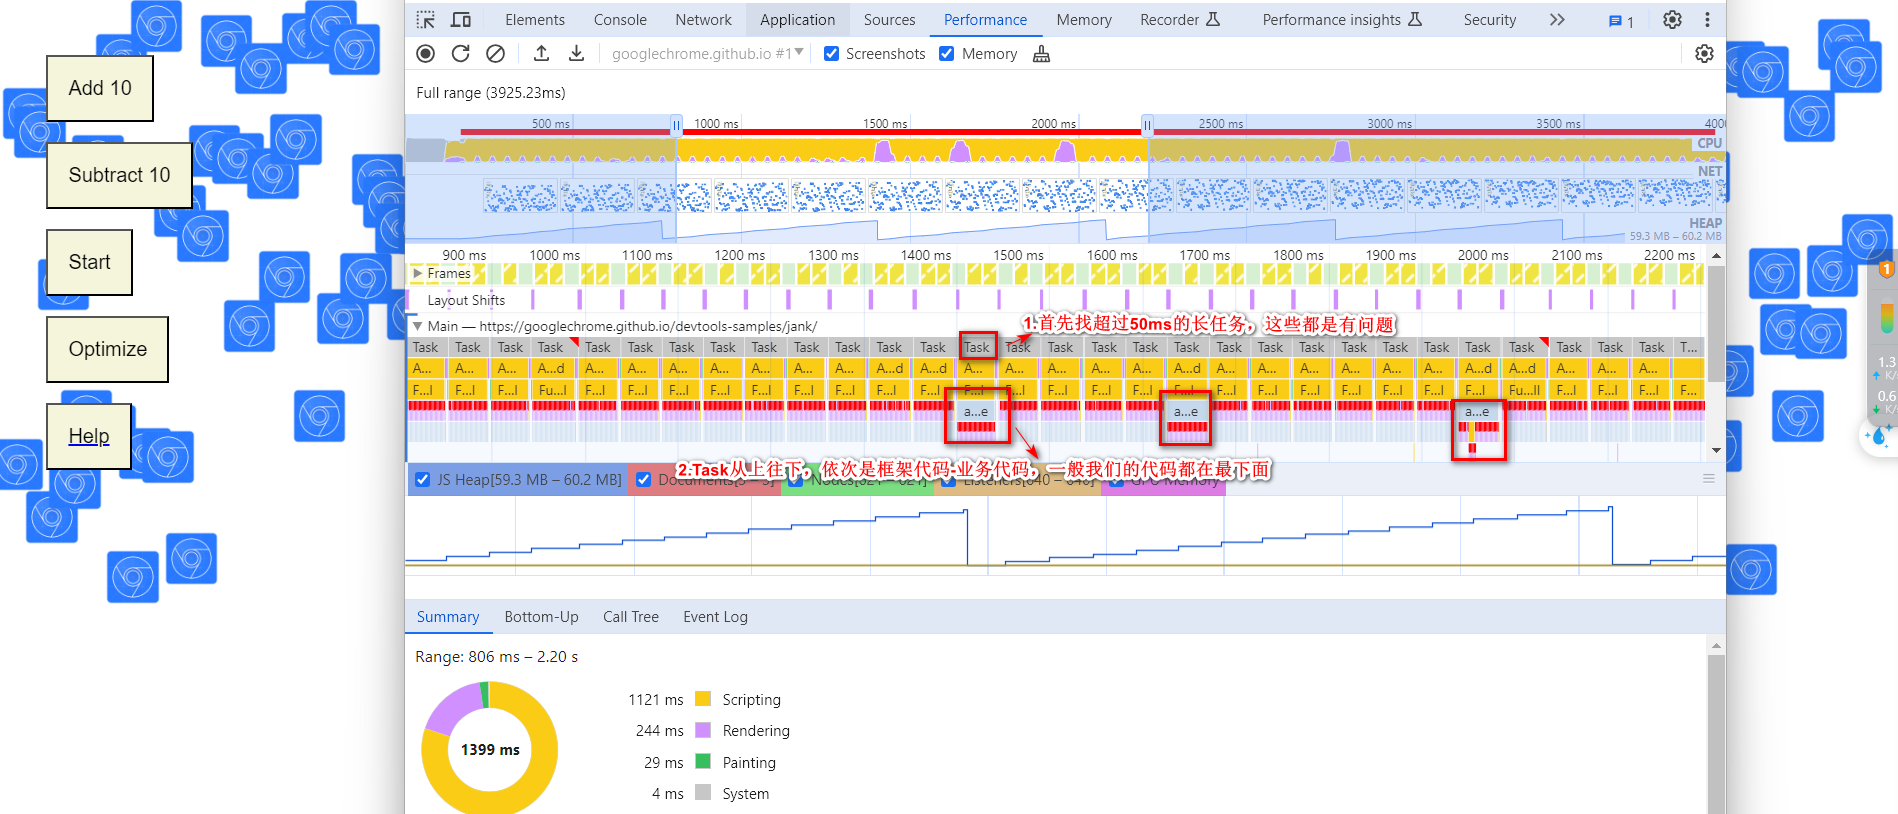 Add 10
Subtract 10
Start
Optimize
Help
Elements Console Network Application Sources Performance Memory Recorder Performance insights Security 1
googlechrome.github.io #1 Screenshots Memory
Full range (3925.23ms)
500 ms 1000 ms 1500 ms 2000 ms 2500 ms 3000 ms 3500 ms 400
CPU
NET
HEAP
59.3 MB – 60.2 MB
900 ms 1000 ms 1100 ms 1200 ms 1300 ms 1400 ms 1500 ms 1600 ms 1700 ms 1800 ms 1900 ms 2000 ms 2100 ms 2200 ms
Frames
Layout Shifts
Main — https://googlechrome.github.io/devtools-samples/jank/
1.首先找超过50ms的长任务，这些都是有问题
Task Task Task Task Task Task Task Task Task Task Task Task Task Task Task Task Task Task Task Task Task Task Task Task Task Task Task Task Task Task T...
A... A... A... A...d A... A... A... A... A... A... A...d A...d A... A... A... A... A... A...d A... A... A... A... A... A...d A...d A... A... A...
F...l F...l F...l Fu...l F...l F...l F...l F...l F...l F...l F...l F...l F...l F...l F...l F...l F...l F...l F...l F...l F...l F...l F...l F...l Fu...ll F...l F...l F...l F...
a...e a...e a...e
2.Task从上往下，依次是框架代码-业务代码，一般我们的代码都在最下面
JS Heap[59.3 MB – 60.2 MB] Documents[5 – 5] Nodes[621 – 621] Listeners[640 – 640] GPU Memory
Summary Bottom-Up Call Tree Event Log
Range: 806 ms – 2.20 s
1399 ms
1121 ms Scripting
244 ms Rendering
29 ms Painting
4 ms System
1
1.3
K/s
0.6
K/s